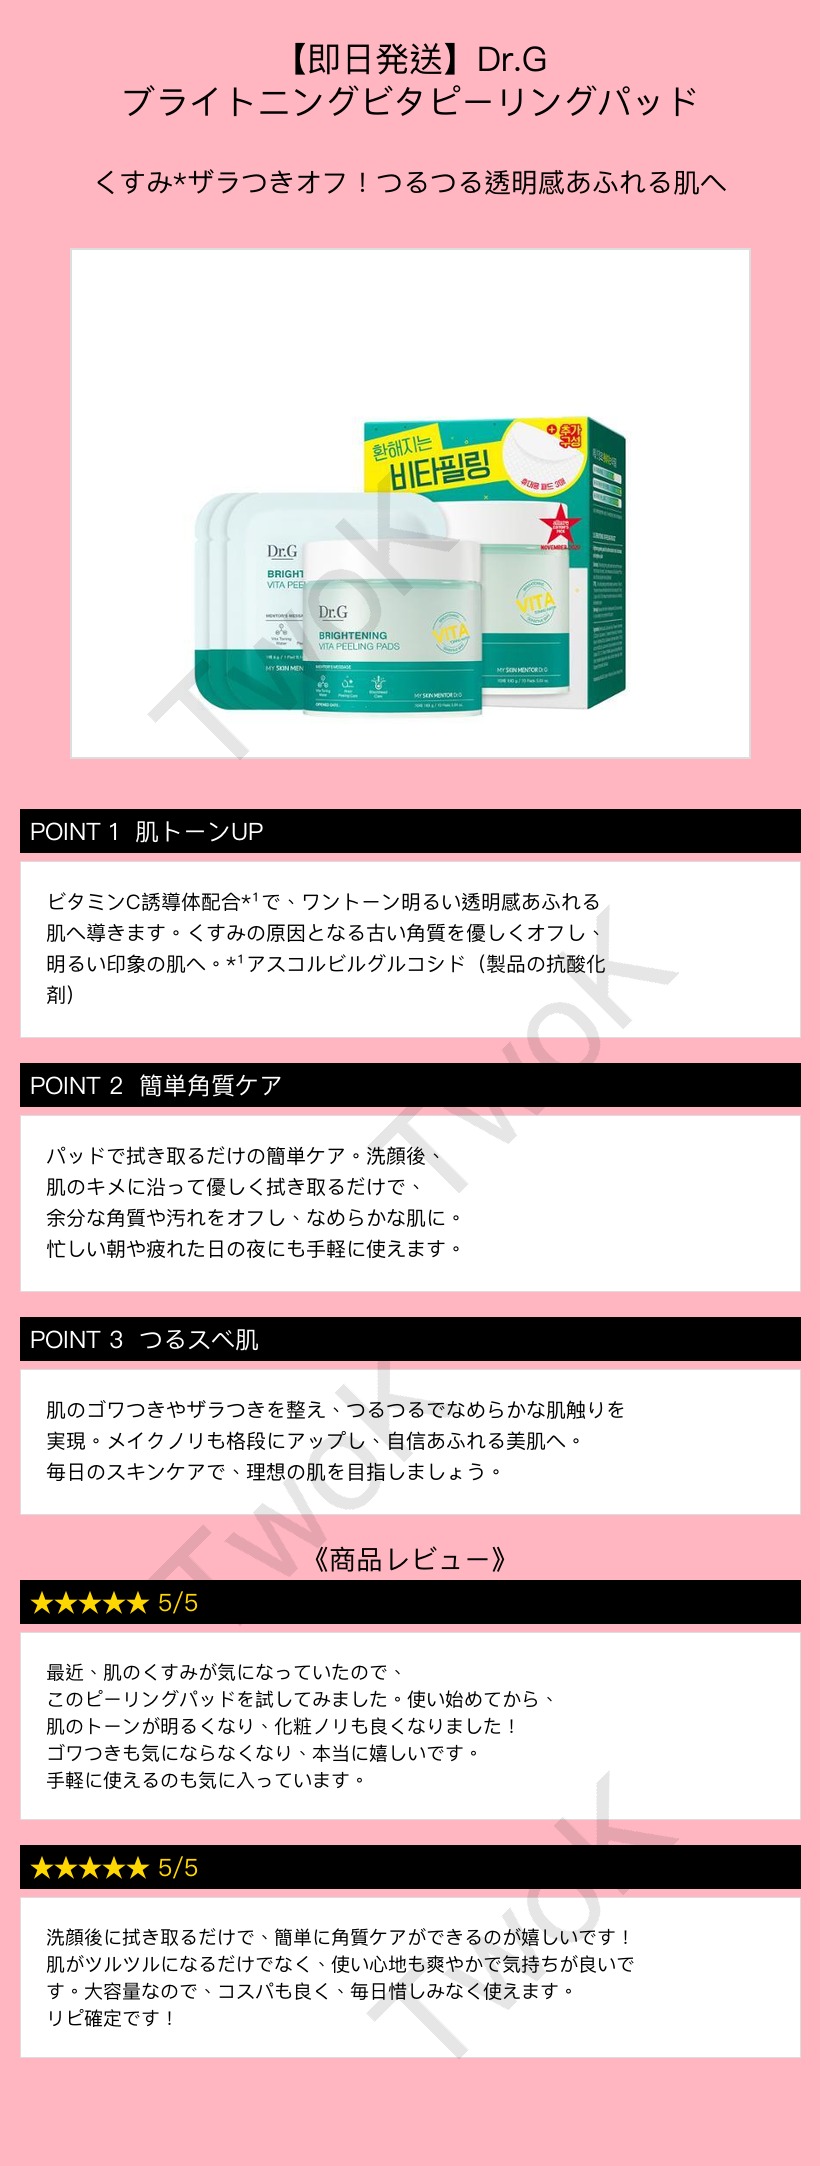 【即日発送】Dr.G
ブライトニングビタピーリングパッド
くすみ*ザラつきオフ！つるつる透明感あふれる肌へ
환해지는
비타필링
+추가
구성
휴대용 패드 3매
allure
NOVEMBER
Dr.G
BRIGHT
VITA PEE
MY SKIN MEN
Dr.G
BRIGHTENING
VITA PEELING PADS
VITA
MENTOR'S MESSAGE
MY SKIN MENTOR Dr.G
VITA
MY SKIN MENTOR Dr.G
POINT 1 肌トーンUP
ビタミンC誘導体配合*¹で、ワントーン明るい透明感あふれる
肌へ導きます。くすみの原因となる古い角質を優しくオフし、
明るい印象の肌へ。*¹アスコルビルグルコシド（製品の抗酸化
剤）
POINT 2 簡単角質ケア
パッドで拭き取るだけの簡単ケア。洗顔後、
肌のキメに沿って優しく拭き取るだけで、
余分な角質や汚れをオフし、なめらかな肌に。
忙しい朝や疲れた日の夜にも手軽に使えます。
POINT 3 つるスベ肌
肌のゴワつきやザラつきを整え、つるつるでなめらかな肌触りを
実現。メイクノリも格段にアップし、自信あふれる美肌へ。
毎日のスキンケアで、理想の肌を目指しましょう。
《商品レビュー》
★★★★★ 5/5
最近、肌のくすみが気になっていたので、
このピーリングパッドを試してみました。使い始めてから、
肌のトーンが明るくなり、化粧ノリも良くなりました！
ゴワつきも気にならなくなり、本当に嬉しいです。
手軽に使えるのも気に入っています。
★★★★★ 5/5
洗顔後に拭き取るだけで、簡単に角質ケアができるのが嬉しいです！
肌がツルツルになるだけでなく、使い心地も爽やかで気持ちが良いで
す。大容量なので、コスパも良く、毎日惜しみなく使えます。
リピ確定です！
TwoK
TwoK
TwoK
TwoK